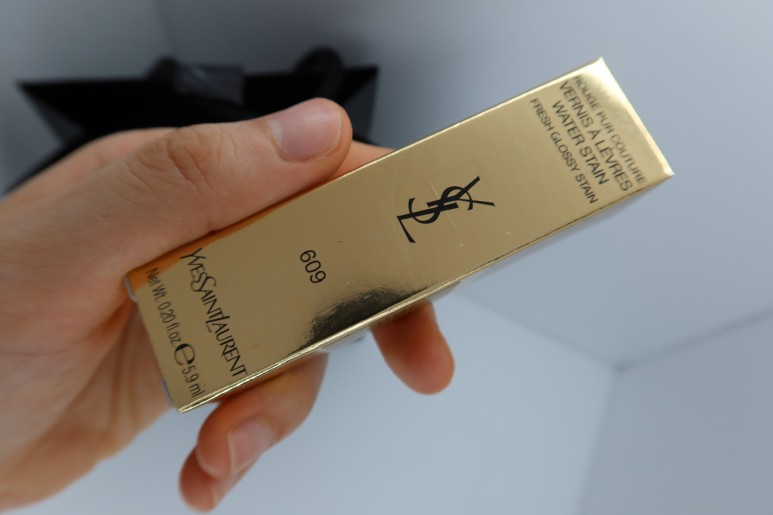 ROUGE PUR COUTURE
VERNIS À LÈVRES
WATER STAIN
FRESH GLOSSY STAIN
YSL
609
YVESSAINTLAURENT
Net Wt. 0.20 fl.oz. ℮ 5.9 ml